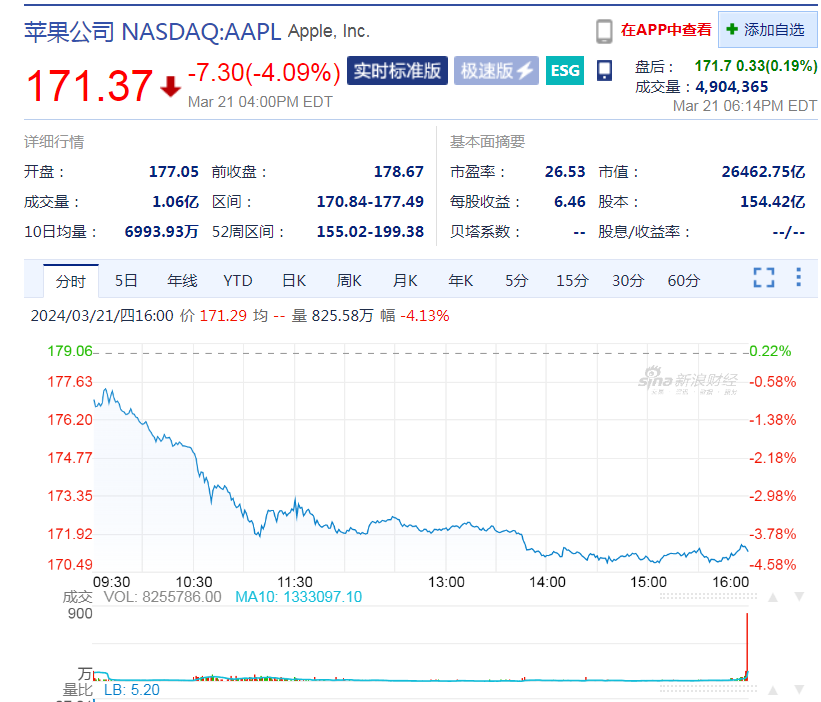 苹果公司 NASDAQ:AAPL Apple, Inc.
在APP中查看 + 添加自选
171.37 -7.30(-4.09%) 实时标准版 极速版 ESG
Mar 21 04:00PM EDT
盘后： 171.7 0.33(0.19%)
成交量：4,904,365
Mar 21 06:14PM EDT
详细行情
开盘： 177.05 前收盘： 178.67
成交量： 1.06亿 区间： 170.84-177.49
10日均量： 6993.93万 52周区间： 155.02-199.38
基本面摘要
市盈率： 26.53 市值： 26462.75亿
每股收益： 6.46 股本： 154.42亿
贝塔系数： -- 股息/收益率： --/--
分时 5日 年线 YTD 日K 周K 月K 年K 5分 15分 30分 60分
2024/03/21/四16:00 价 171.29 均 -- 量 825.58万 幅 -4.13%
179.06 0.22%
177.63 -0.58%
sina 新浪财经
176.20 -1.38%
174.77 -2.18%
173.35 -2.98%
171.92 -3.78%
170.49 -4.58%
09:30 10:30 11:30 13:00 14:00 15:00 16:00
成交 VOL: 8255786.00 MA10: 1333097.10
900
万
量比 LB: 5.20